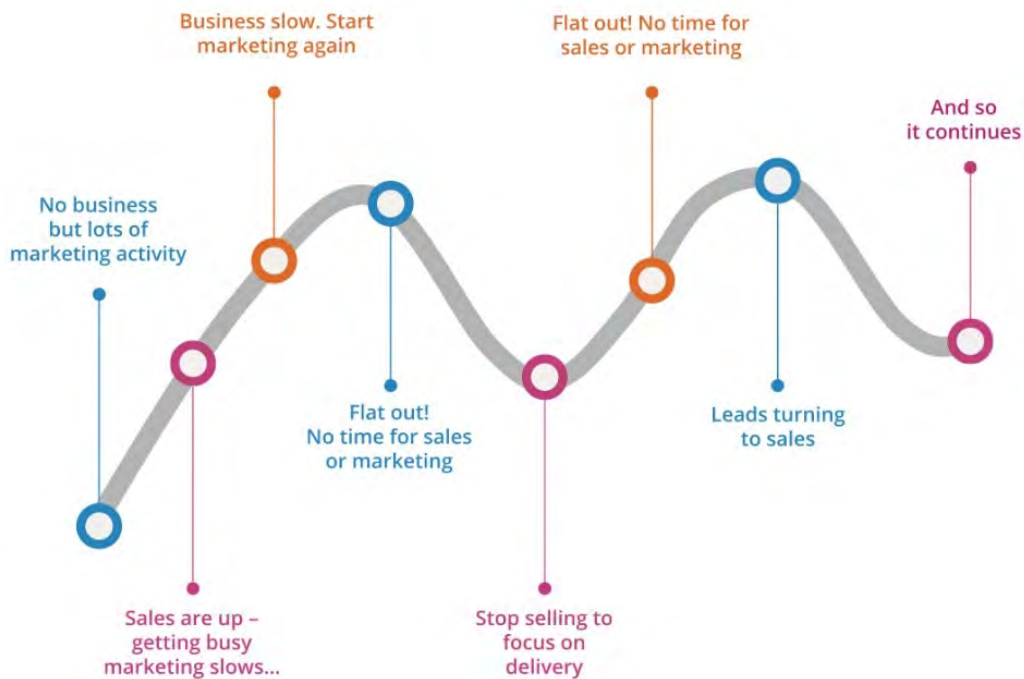 Business slow. Start
marketing again
Flat out! No time for
sales or marketing
And so
it continues
No business
but lots of
marketing activity
Flat out!
No time for sales
or marketing
Leads turning
to sales
Sales are up –
getting busy
marketing slows...
Stop selling to
focus on
delivery